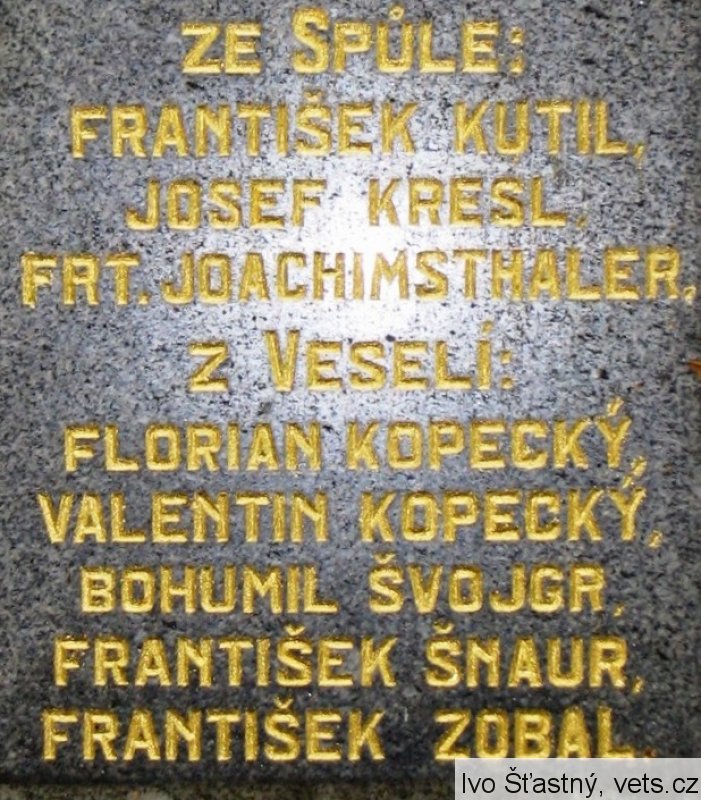 ZE SPŮLE:
FRANTIŠEK KUTIL,
JOSEF KRESL,
FRT. JOACHIMSTHALER,
Z VESELÍ:
FLORIAN KOPECKÝ,
VALENTIN KOPECKÝ,
BOHUMIL ŠVOJGR,
FRANTIŠEK ŠNAUR,
FRANTIŠEK ZOBAL.
Ivo Šťastný, vets.cz